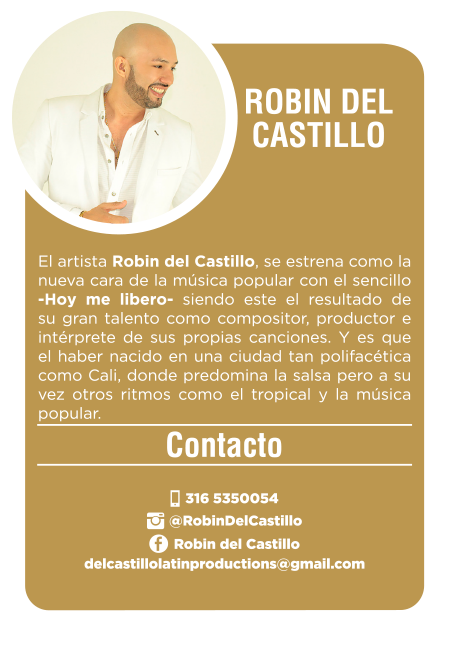 ROBIN DEL
CASTILLO
El artista Robin del Castillo, se estrena como la
nueva cara de la música popular con el sencillo
-Hoy me libero- siendo este el resultado de
su gran talento como compositor, productor e
intérprete de sus propias canciones. Y es que
el haber nacido en una ciudad tan polifacética
como Cali, donde predomina la salsa pero a su
vez otros ritmos como el tropical y la música
popular.
Contacto
316 5350054
@RobinDelCastillo
Robin del Castillo
delcastillolatinproductions@gmail.com